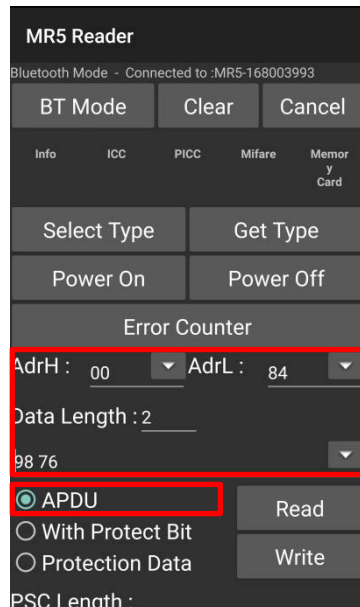 MR5 Reader
Bluetooth Mode - Connected to :MR5-168003993
BT Mode Clear Cancel
Info ICC PICC Mifare Memor
y
Card
Select Type Get Type
Power On Power Off
Error Counter
AdrH : 00 AdrL : 84
Data Length : 2
98 76
APDU Read
With Protect Bit
Protection Data Write
PSC Length :